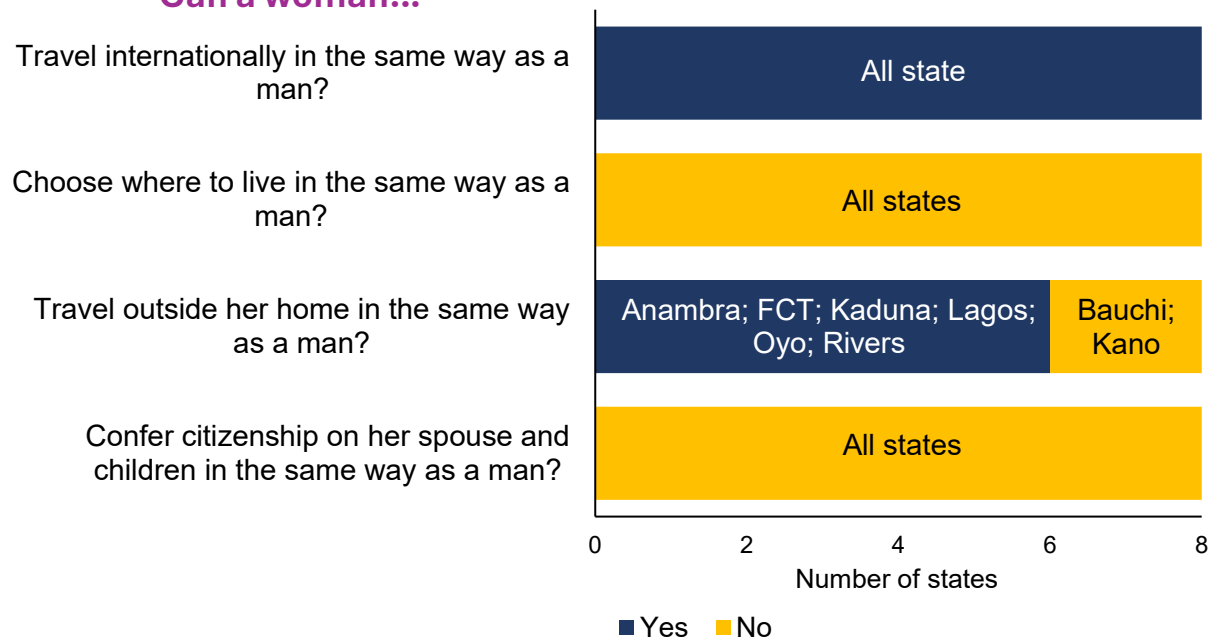 Can a woman...
Travel internationally in the same way as a
man?
All state
Choose where to live in the same way as a
man?
All states
Travel outside her home in the same way
as a man?
Anambra; FCT; Kaduna; Lagos;
Oyo; Rivers
Bauchi;
Kano
Confer citizenship on her spouse and
children in the same way as a man?
All states
0 2 4 6 8
Number of states
Yes No